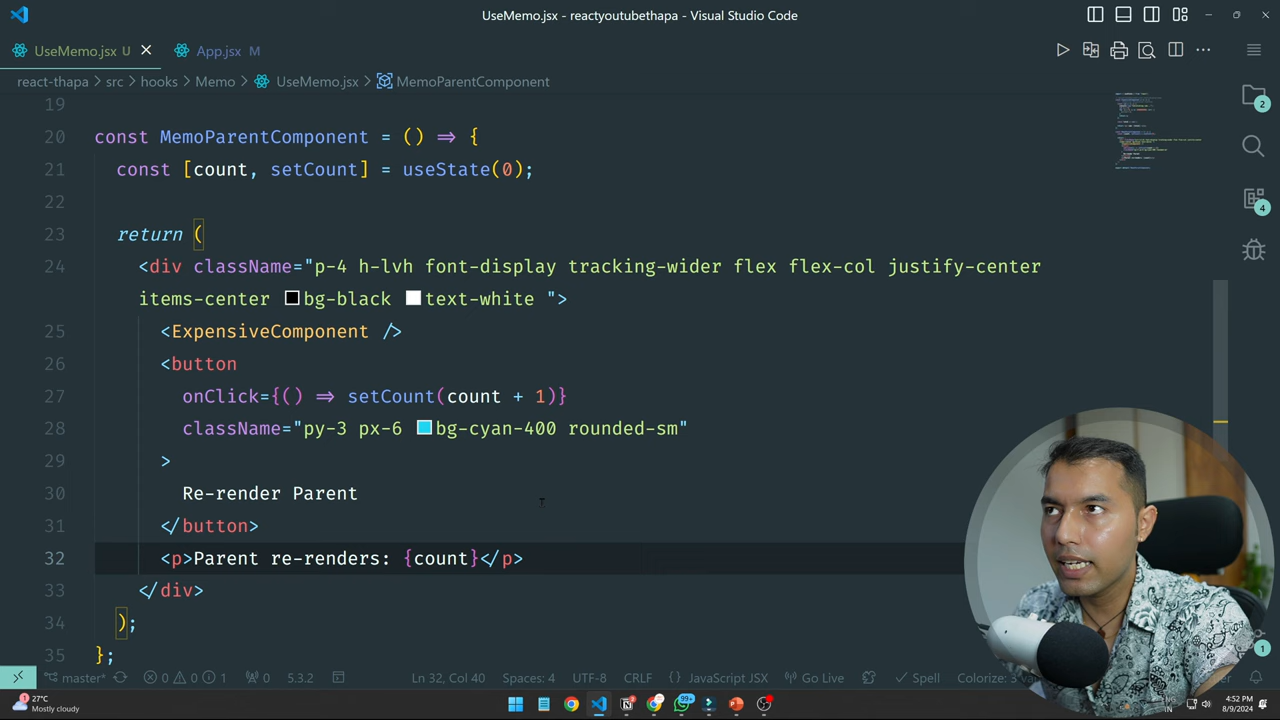 UseMemo.jsx - reactyoutubethapa - Visual Studio Code
UseMemo.jsx U
App.jsx M
react-thapa > src > hooks > Memo > UseMemo.jsx > MemoParentComponent
19
20 const MemoParentComponent = () => {
21 const [count, setCount] = useState(0);
22
23 return (
24 <div className="p-4 h-lvh font-display tracking-wider flex flex-col justify-center
items-center bg-black text-white ">
25 <ExpensiveComponent />
26 <button
27 onClick={() => setCount(count + 1)}
28 className="py-3 px-6 bg-cyan-400 rounded-sm"
29 >
30 Re-render Parent
31 </button>
32 <p>Parent re-renders: {count}</p>
33 </div>
34 );
35 };
2
4
1
master* 0 0 1 0 5.3.2 Ln 32, Col 40 Spaces: 4 UTF-8 CRLF {} JavaScript JSX Go Live Spell Colorize: 3
27°C
Mostly cloudy
99+
ENG
IN
4:52 PM
8/9/2024